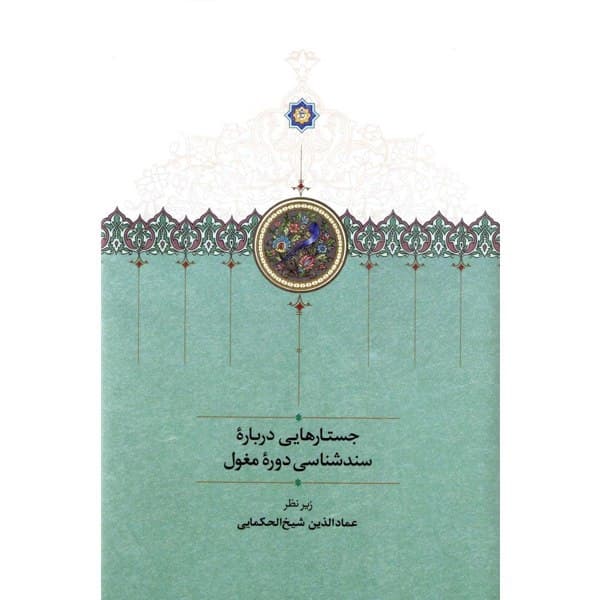 جستارهایی دربارهٔ
سندشناسی دورهٔ مغول
زیر نظر
عمادالدین شیخ‌الحکمایی